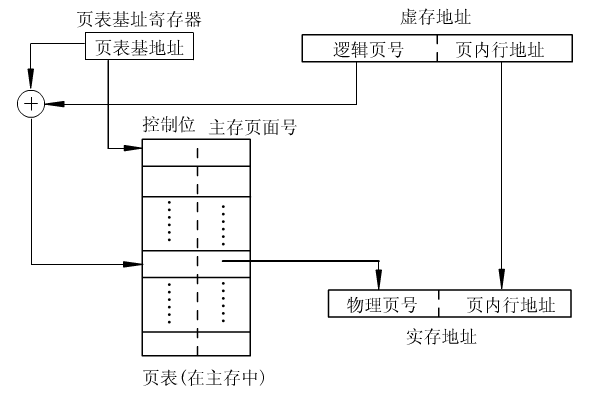 页表基址寄存器
虚存地址
页表基地址
逻辑页号
页内行地址
+
控制位
主存页面号
物理页号
页内行地址
实存地址
页表(在主存中)